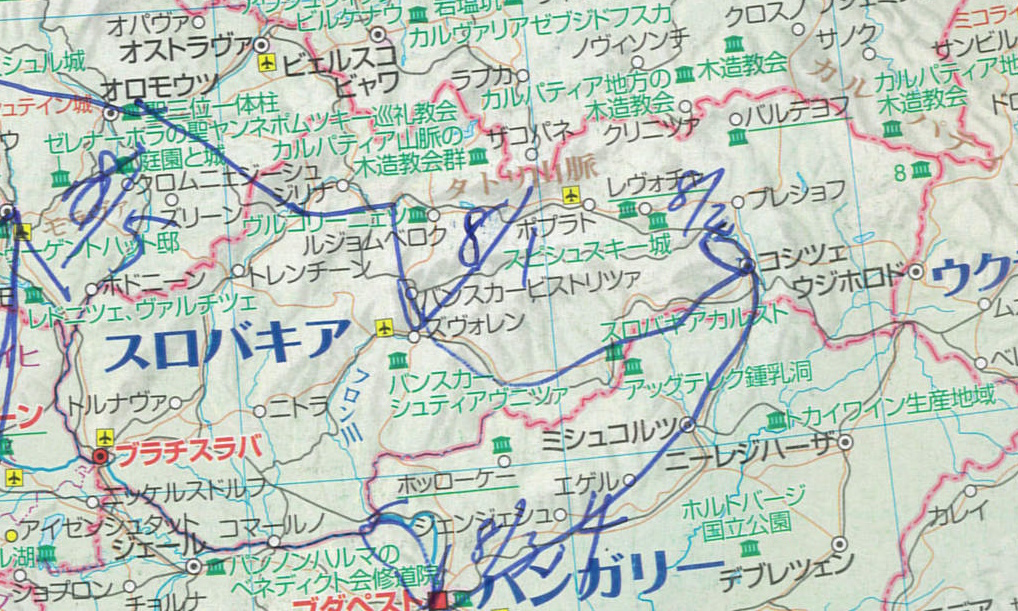 オパヴァ
オストラヴァ
ビルタナウ
岩塩坑
カルヴァリアゼブジドフスカ
クロスノ
ミコライ
シュル城
ビェルスコ
ビャワ
ノヴィソンチ
サノク
サンビル
オロモウツ
ラブカ
カルパティア地方の
木造教会
木造教会
カルパティア地
木造教会
シュテイン城
聖三位一体柱
ゼレナーホラの聖ヤンネポムツキー巡礼教会
カルパティア山脈の
木造教会群
ザコパネ
クリニツァ
バルデヨフ
庭園と城
クロムニェジーシュ
ジリナ
タトラ山脈
レヴォチャ
プレショフ
8
ズリーン
ヴルコリーニェツ
ルジョムベロク
ポプラト
スピシュスキー城
ゲントハット邸
コシツェ
ウジホロド
ウク
ホドニーン
トレンチーン
バンスカービストリツァ
レドニツェ、ヴァルチツェ
スロバキア
ズヴォレン
スロバキアカルスト
フロン川
バンスカー
シュティアヴニツァ
アッグテレク鍾乳洞
トルナヴァ
ニトラ
トカイワイン生産地域
ーン
ブラチスラバ
ミシュコルツ
ニーレジハーザ
ホッローケー
エゲル
ニッケルスドルフ
ホルトバージ
国立公園
カレイ
アイゼンシュタット
コマールノ
ジェンジェシュ
ジェール
パンノンハルマの
ベネディクト会修道院
ハンガリー
デブレツェン
ル湖
ショプロン
チョルナ
ブダペスト
8/1
8/2
8/3
8/4
8/5